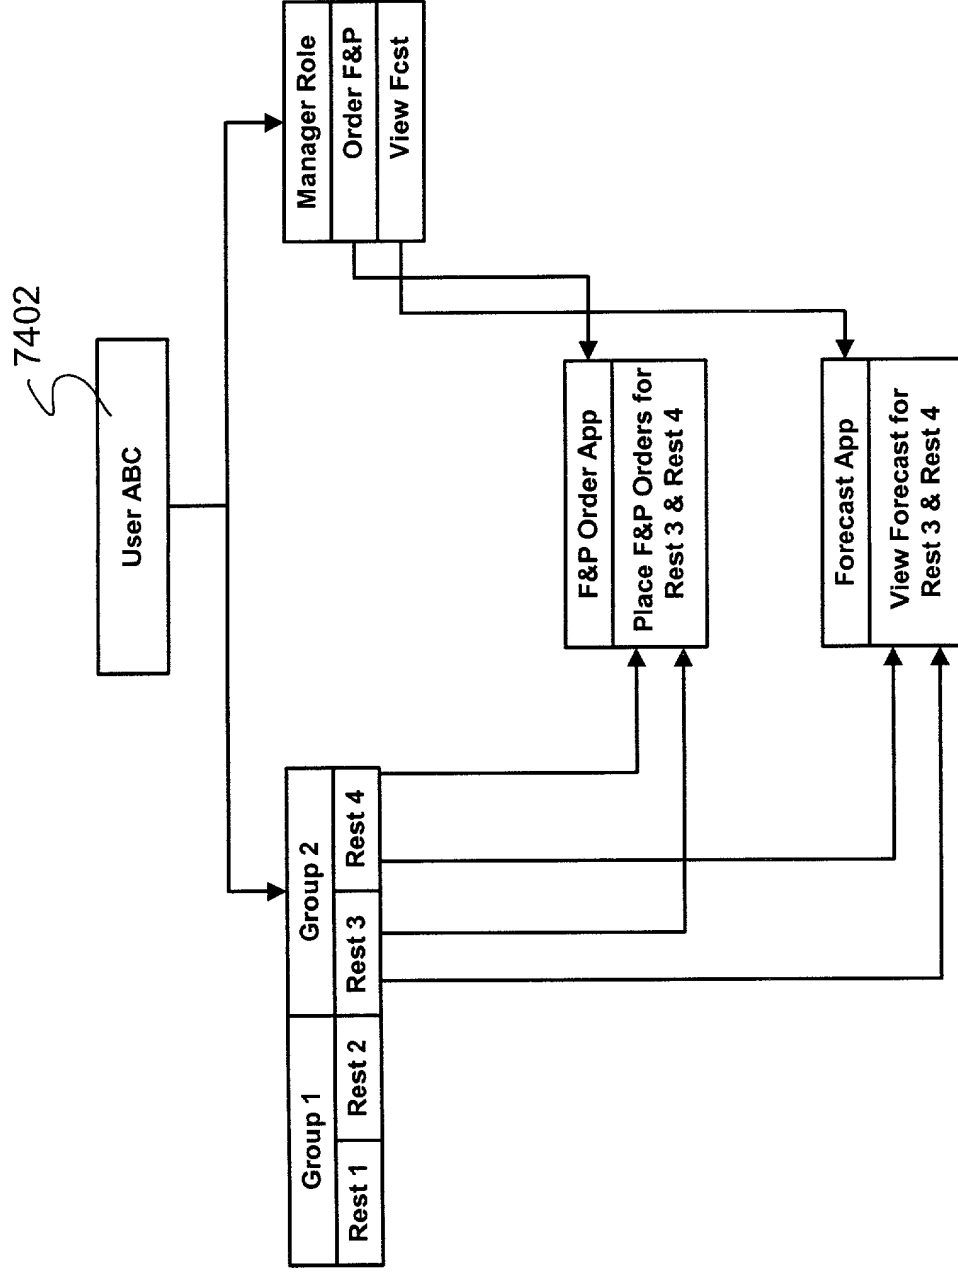 7402
User ABC
Group 1
Group 2
Rest 1
Rest 2
Rest 3
Rest 4
Manager Role
Order F&P
View Fcst
F&P Order App
Place F&P Orders for
Rest 3 & Rest 4
Forecast App
View Forecast for
Rest 3 & Rest 4